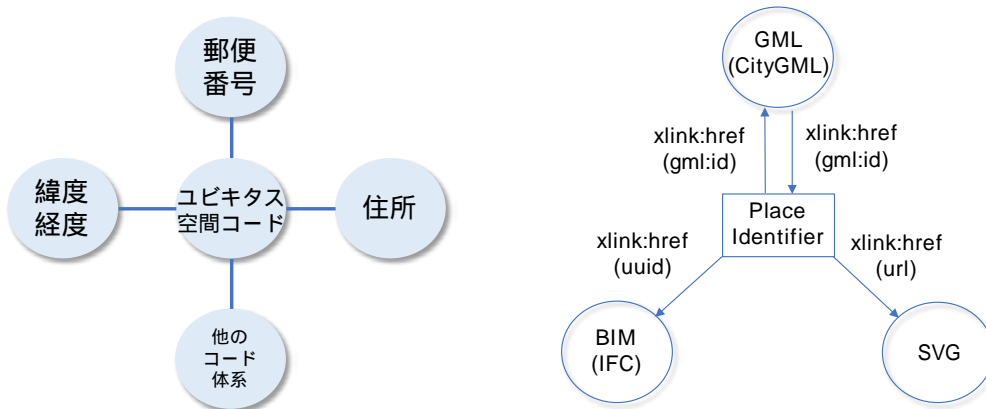 郵便
番号
緯度
経度
ユビキタス
空間コード
住所
他の
コード
体系
GML
(CityGML)
xlink:href
(gml:id)
xlink:href
(gml:id)
Place
Identifier
xlink:href
(uuid)
xlink:href
(url)
BIM
(IFC)
SVG